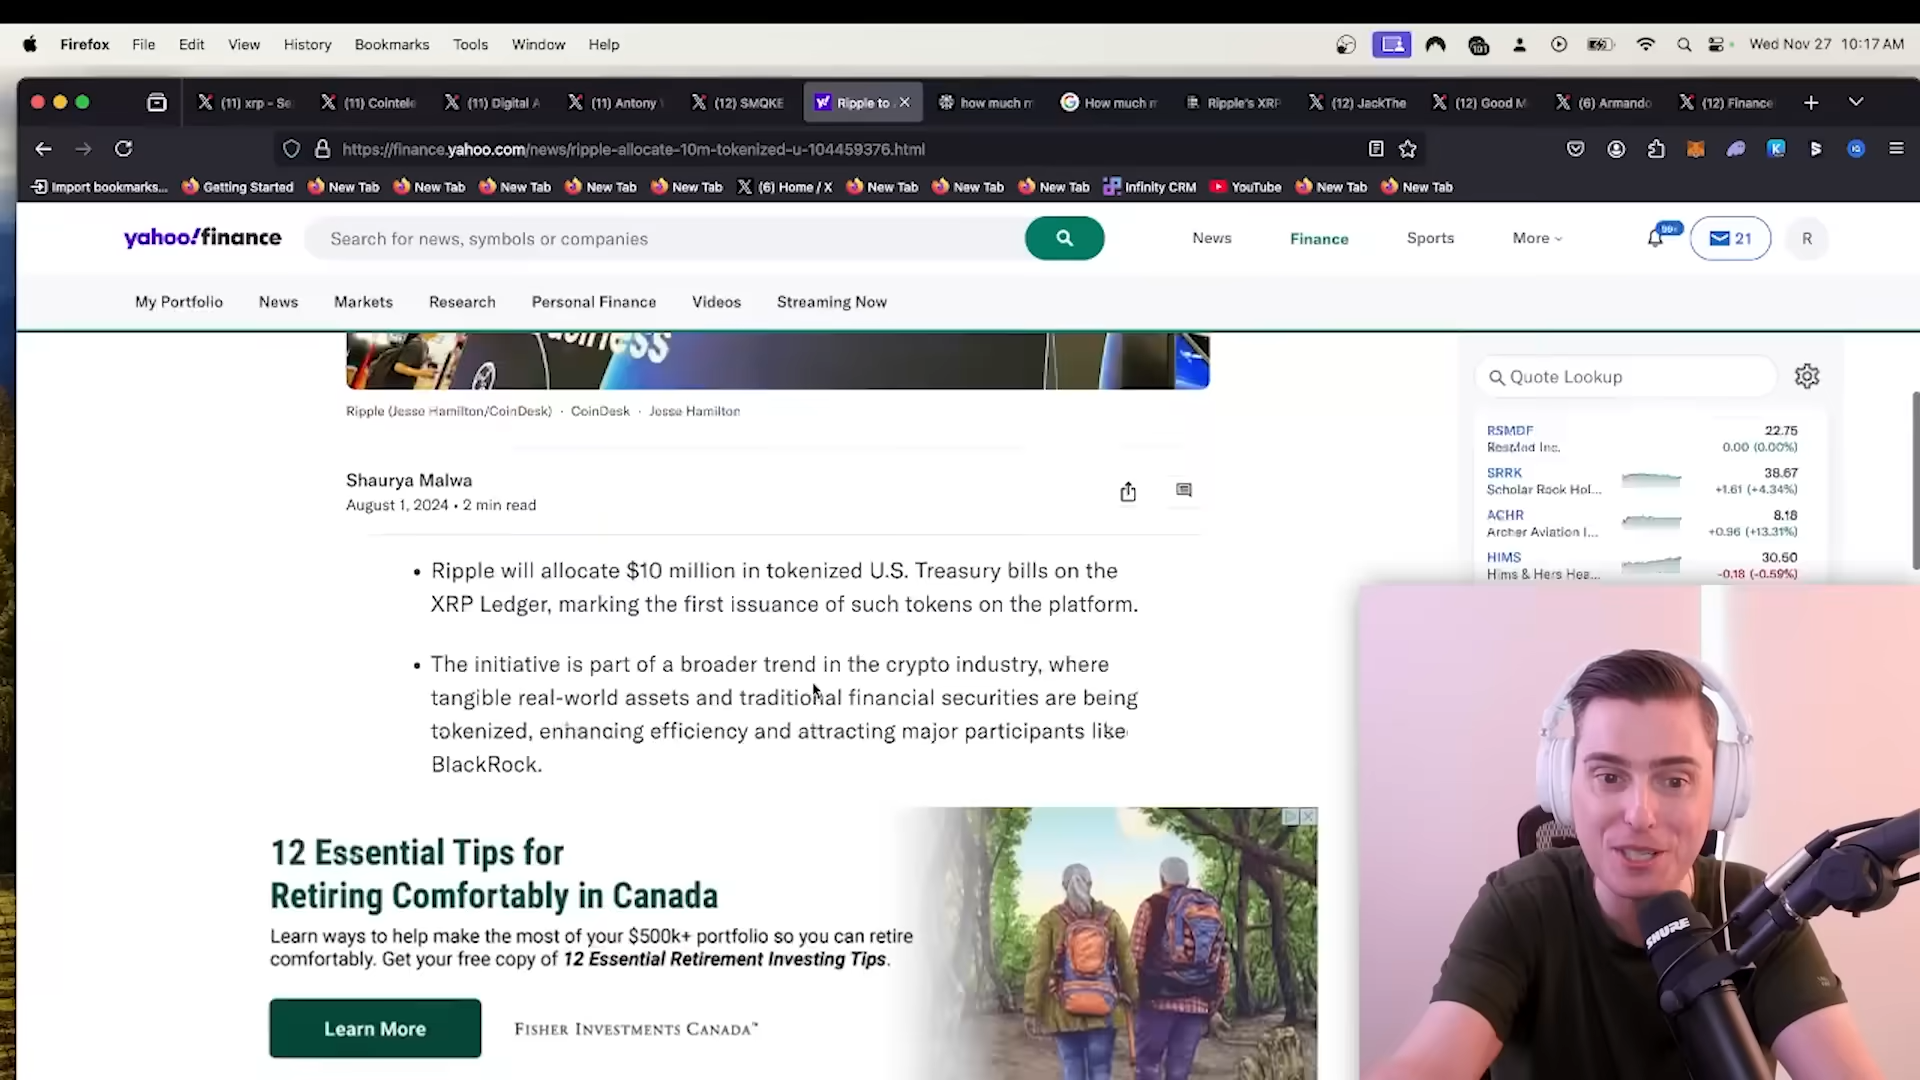 Firefox File Edit View History Bookmarks Tools Window Help
Wed Nov 27 10:17 AM
(11) xrp - Se (11) Cointele (11) Digital A (11) Antony (12) SMQKE Ripple to how much m How much m Ripple's XRP (12) JackThe (12) Good M (6) Armando (12) Finance
https://finance.yahoo.com/news/ripple-allocate-10m-tokenized-u-104459376.html
Import bookmarks... Getting Started New Tab New Tab New Tab New Tab New Tab (6) Home / X New Tab New Tab New Tab Infinity CRM YouTube New Tab New Tab
yahoo!finance
Search for news, symbols or companies
News Finance Sports More
99+
21
R
My Portfolio News Markets Research Personal Finance Videos Streaming Now
Ripple (Jesse Hamilton/CoinDesk) · CoinDesk · Jesse Hamilton
Shaurya Malwa
August 1, 2024 • 2 min read
• Ripple will allocate $10 million in tokenized U.S. Treasury bills on the
XRP Ledger, marking the first issuance of such tokens on the platform.
• The initiative is part of a broader trend in the crypto industry, where
tangible real-world assets and traditional financial securities are being
tokenized, enhancing efficiency and attracting major participants like
BlackRock.
12 Essential Tips for
Retiring Comfortably in Canada
Learn ways to help make the most of your $500k+ portfolio so you can retire
comfortably. Get your free copy of 12 Essential Retirement Investing Tips.
Learn More
FISHER INVESTMENTS CANADA™
Quote Lookup
RSMDF 22.75
ResMed Inc. 0.00 (0.00%)
SRRK 38.67
Scholar Rock Hol... +1.61 (+4.34%)
ACHR 8.18
Archer Aviation I... +0.96 (+13.31%)
HIMS 30.50
Hims & Hers Hea... -0.18 (-0.59%)
SHURE